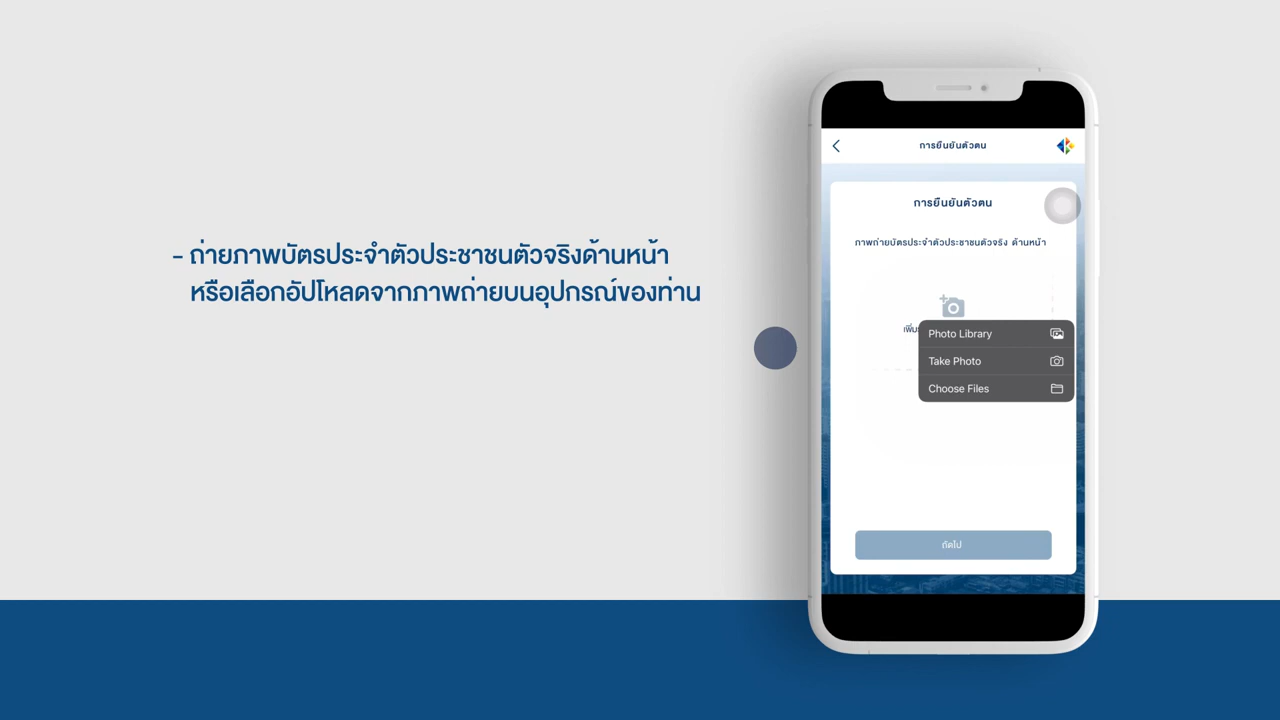 - ถ่ายภาพบัตรประจำตัวประชาชนตัวจริงด้านหน้า
หรือเลือกอัปโหลดจากภาพถ่ายบนอุปกรณ์ของท่าน
การยืนยันตัวตน
การยืนยันตัวตน
ภาพถ่ายบัตรประจำตัวประชาชนตัวจริง ด้านหน้า
Photo Library
Take Photo
Choose Files
ถัดไป